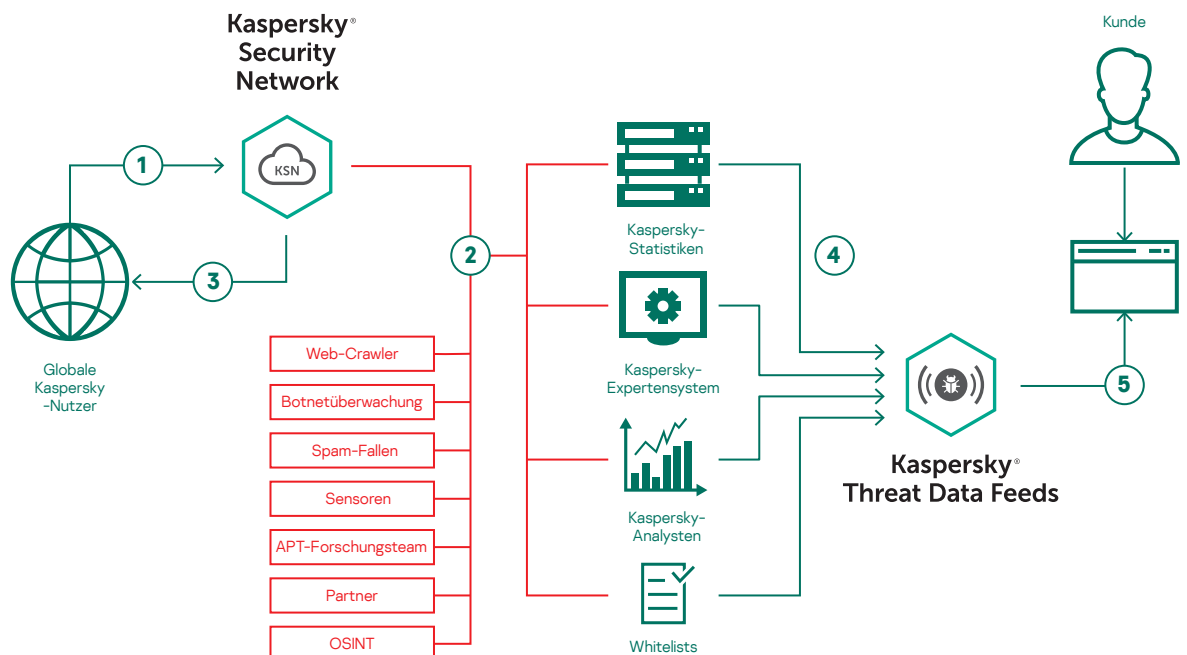 Kaspersky®
Security
Network
KSN
1
3
Globale
Kaspersky
-Nutzer
2
Web-Crawler
Botnetüberwachung
Spam-Fallen
Sensoren
APT-Forschungsteam
Partner
OSINT
Kaspersky-
Statistiken
Kaspersky-
Expertensystem
Kaspersky-
Analysten
Whitelists
4
Kaspersky®
Threat Data Feeds
5
Kunde